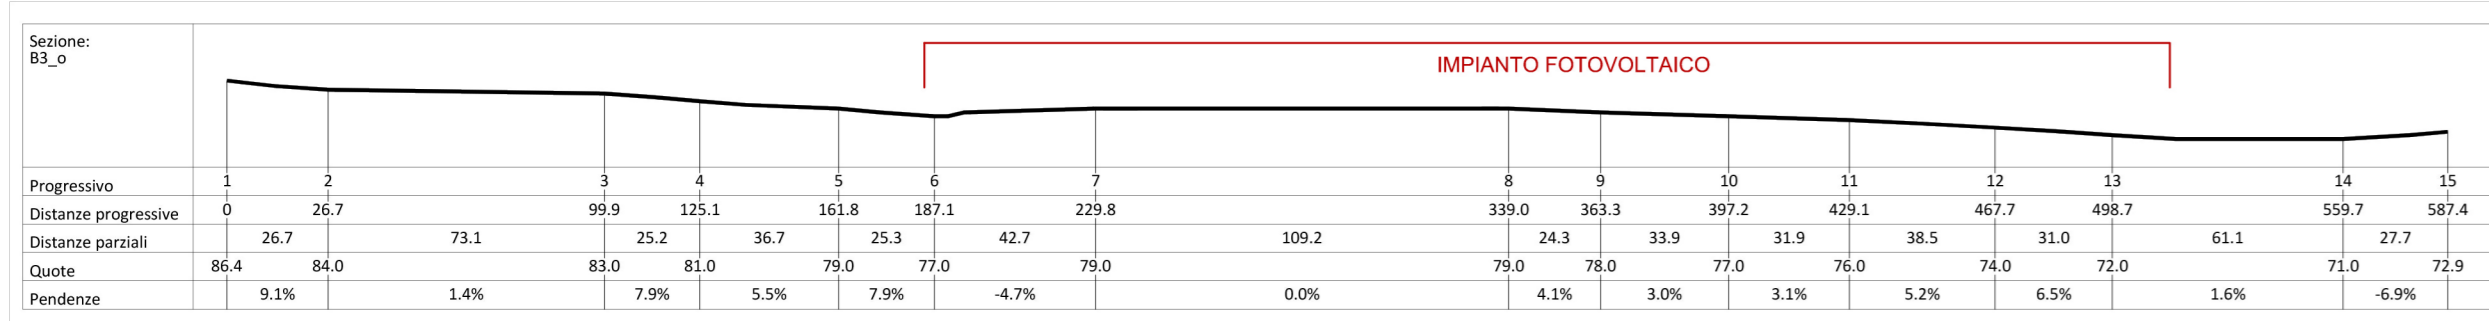 Sezione:
B3_o
IMPIANTO FOTOVOLTAICO
Progressivo 1 2 3 4 5 6 7 8 9 10 11 12 13 14 15
Distanze progressive 0 26.7 99.9 125.1 161.8 187.1 229.8 339.0 363.3 397.2 429.1 467.7 498.7 559.7 587.4
Distanze parziali 26.7 73.1 25.2 36.7 25.3 42.7 109.2 24.3 33.9 31.9 38.5 31.0 61.1 27.7
Quote 86.4 84.0 83.0 81.0 79.0 77.0 79.0 79.0 78.0 77.0 76.0 74.0 72.0 71.0 72.9
Pendenze 9.1% 1.4% 7.9% 5.5% 7.9% -4.7% 0.0% 4.1% 3.0% 3.1% 5.2% 6.5% 1.6% -6.9%